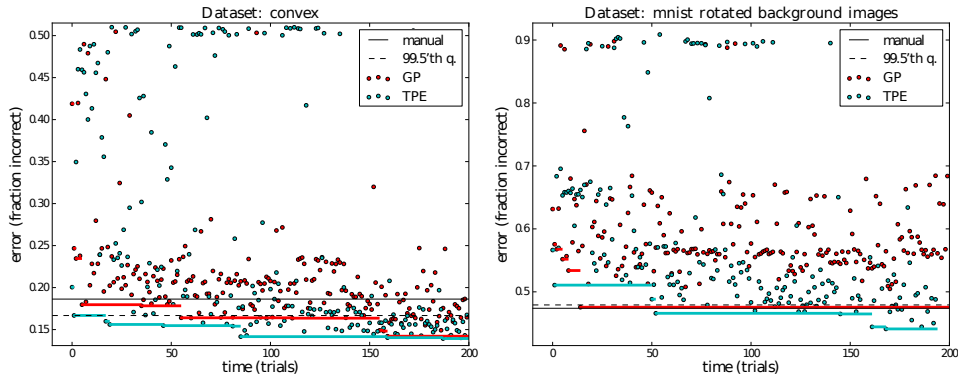 Dataset: convex
error (fraction incorrect)
0.50
0.45
0.40
0.35
0.30
0.25
0.20
0.15
0
50
100
150
200
time (trials)
manual
99.5'th q.
GP
TPE
Dataset: mnist rotated background images
error (fraction incorrect)
0.9
0.8
0.7
0.6
0.5
0
50
100
150
200
time (trials)
manual
99.5'th q.
GP
TPE